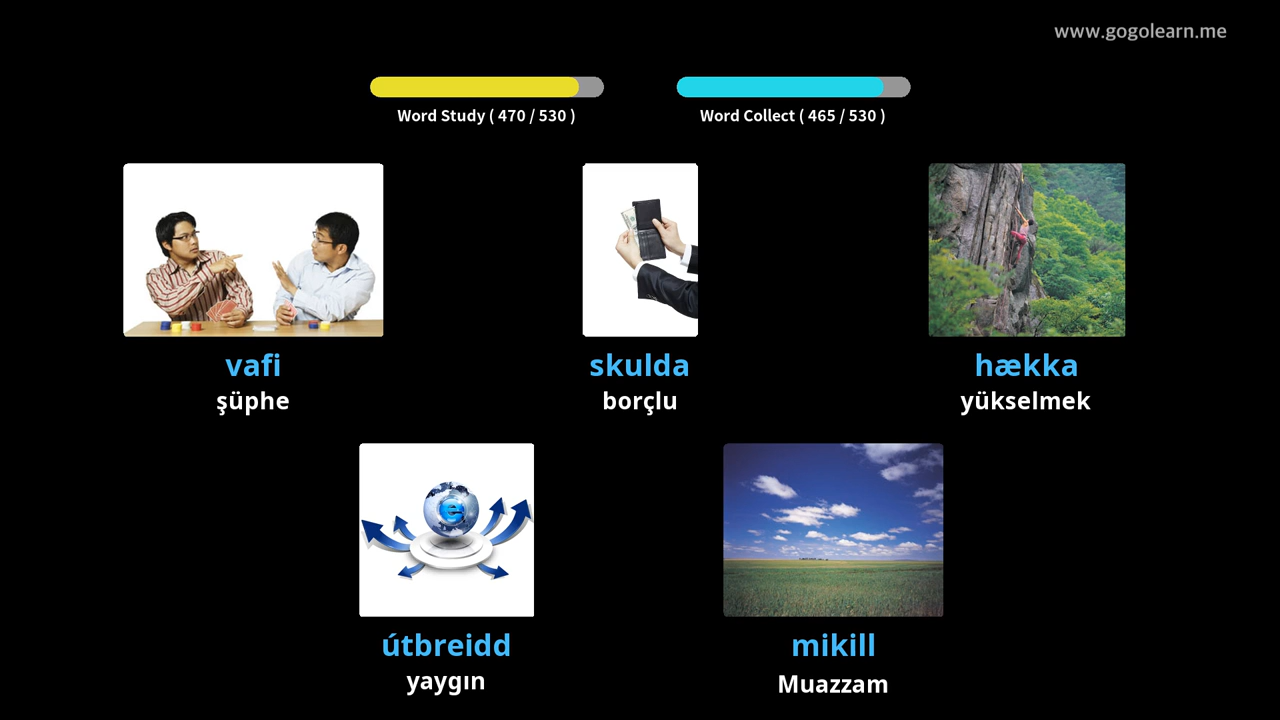 www.gogolearn.me
Word Study ( 470 / 530 )
Word Collect ( 465 / 530 )
vafi
şüphe
skulda
borçlu
hækka
yükselmek
e
útbreidd
yaygın
mikill
Muazzam